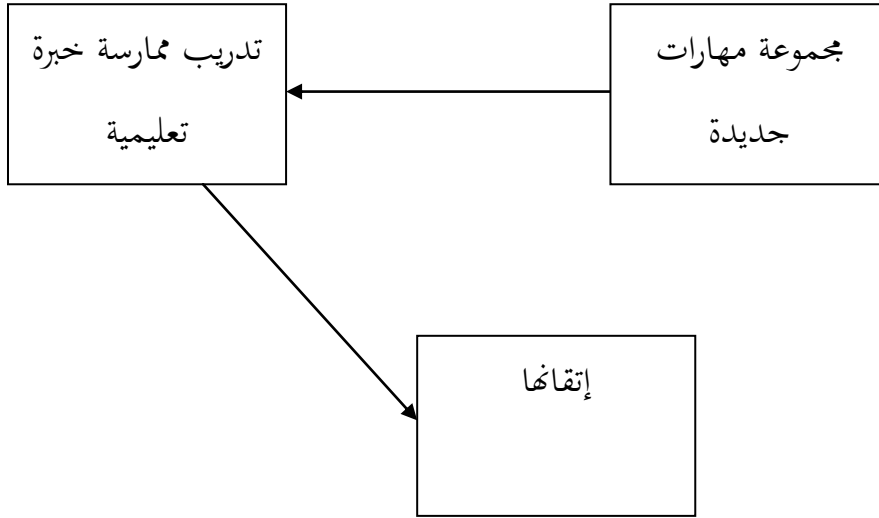 مجموعة مهارات
جديدة
تدريب ممارسة خبرة
تعليمية
إتقانها